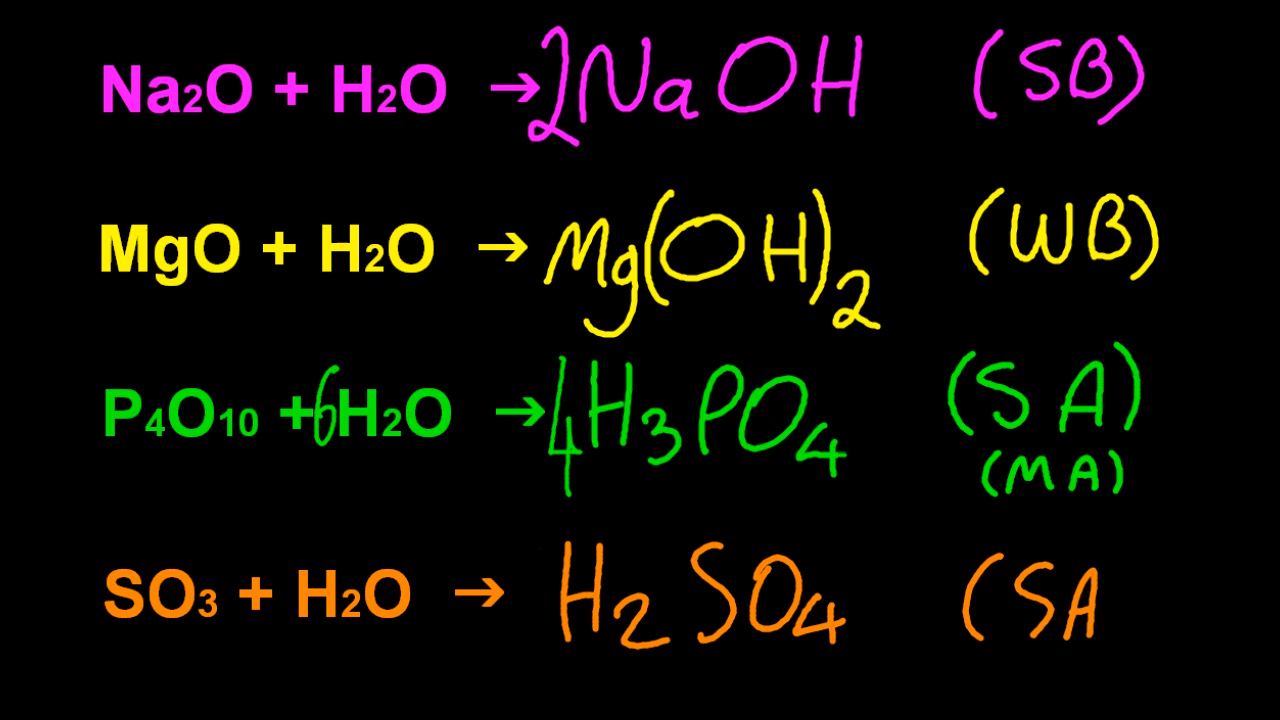 Na2O + H2O → 2NaOH (SB)
MgO + H2O → Mg(OH)2 (WB)
P4O10 + 6H2O → 4H3PO4 (SA)
(MA)
SO3 + H2O → H2SO4 (SA